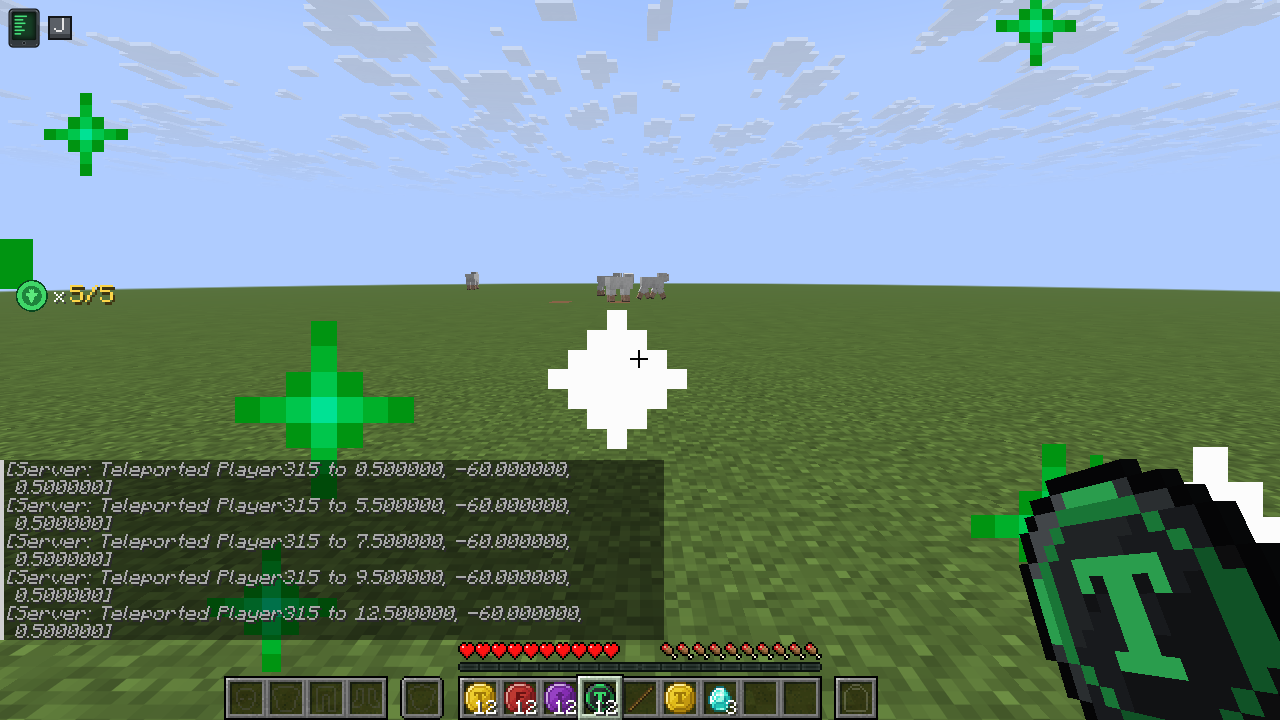 J
x 5/5
[Server: Teleported Player315 to 0.500000, -60.000000,
0.500000]
[Server: Teleported Player315 to 5.500000, -60.000000,
0.500000]
[Server: Teleported Player315 to 7.500000, -60.000000,
0.500000]
[Server: Teleported Player315 to 9.500000, -60.000000,
0.500000]
[Server: Teleported Player315 to 12.500000, -60.000000,
0.500000]
T
T 12 F 12 12 T 12 T 3